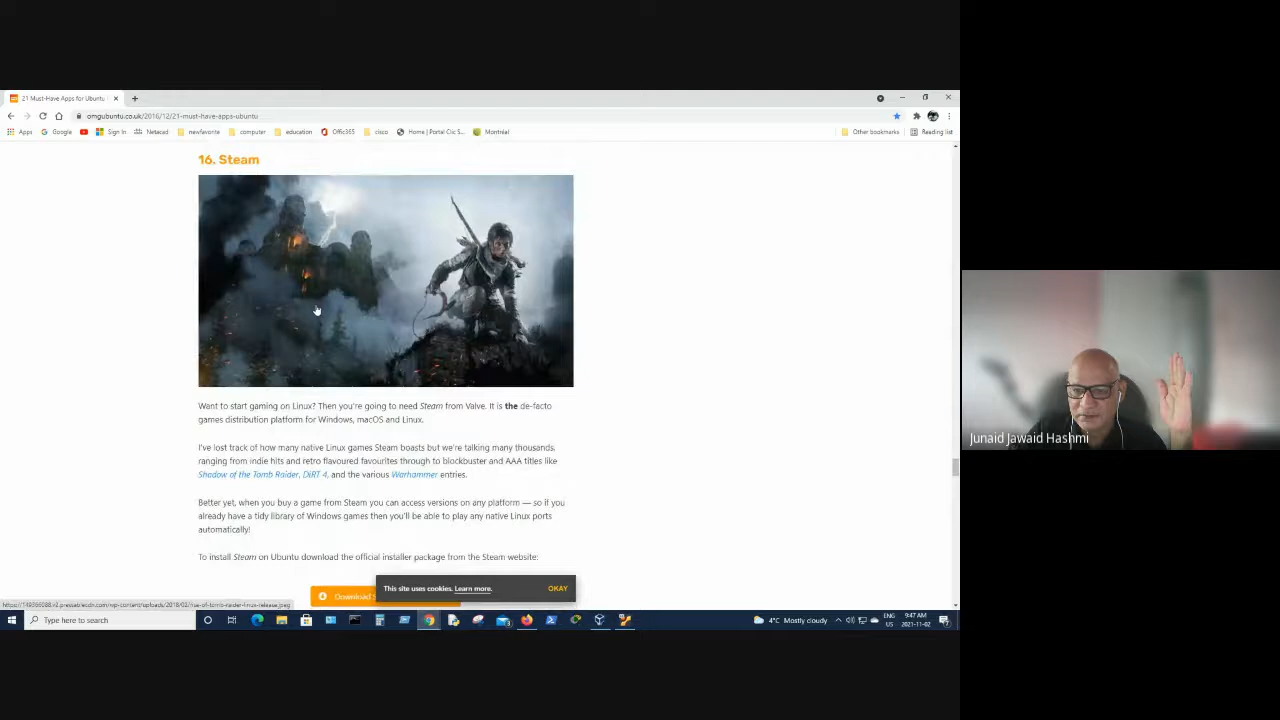 21 Must-Have Apps for Ubuntu
omgubuntu.co.uk/2016/12/21-must-have-apps-ubuntu
Apps Google Sign In Netacad newfavorite computer education Office365 cisco Home | Portal Clic S... Montréal Other bookmarks Reading list
16. Steam
Want to start gaming on Linux? Then you're going to need Steam from Valve. It is the de-facto
games distribution platform for Windows, macOS and Linux.
I've lost track of how many native Linux games Steam boasts but we're talking many thousands,
ranging from indie hits and retro flavoured favourites through to blockbuster and AAA titles like
Shadow of the Tomb Raider, DiRT 4, and the various Warhammer entries.
Better yet, when you buy a game from Steam you can access versions on any platform — so if you
already have a tidy library of Windows games then you'll be able to play any native Linux ports
automatically!
To install Steam on Ubuntu download the official installer package from the Steam website:
Download
This site uses cookies. Learn more.
OKAY
Type here to search
4°C Mostly cloudy
ENG
US
9:47 AM
2021-11-02
Junaid Jawaid Hashmi